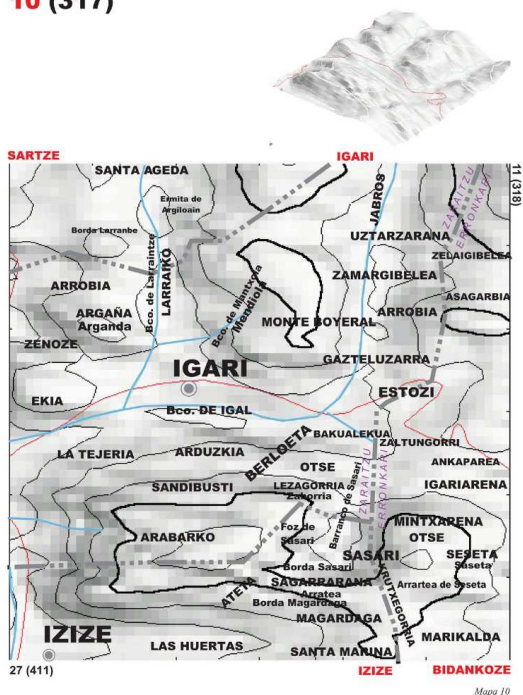 10 (317)
SARTZE
IGARI
11 (318)
SANTA AGEDA
Ermita de
Argiloain
JABROS
ZARAITZU
ERRONKARI
Borda Larranbe
UZTARZARANA
ZELAIGIBELEA
Bco. de Larraintze
LARRAIKO
Bco. de Mantxola
Mendiola
ZAMARGIBELEA
ARROBIA
ASAGARBIA
ARGAÑA
Arganda
ARROBIA
MONTE BOYERAL
ZENOZE
GAZTELUZARRA
IGARI
ESTOZI
EKIA
Bco. DE IGAL
BAKUALEKUA
ZALTUNGORRI
LA TEJERIA
ARDUZKIA
BERLOETA
OTSE
ANKAPAREA
SANDIBUSTI
LEZAGORRIA
Zakorria
Barranco de Sasari
ZARAITZU
ERRONKARI
IGARIARENA
MINTXARENA
ARABARKO
Foz de
Sasari
OTSE
SASARI
SESETA
Suseta
Borda Sasari
ATETA
SAGARRARANA
Arratea
KRUTXEGORRIA
Arrartea de Seseta
Borda Magardaga
MAGARDAGA
IZIZE
LAS HUERTAS
MARIKALDA
SANTA MARINA
27 (411)
IZIZE
BIDANKOZE
Mapa 10